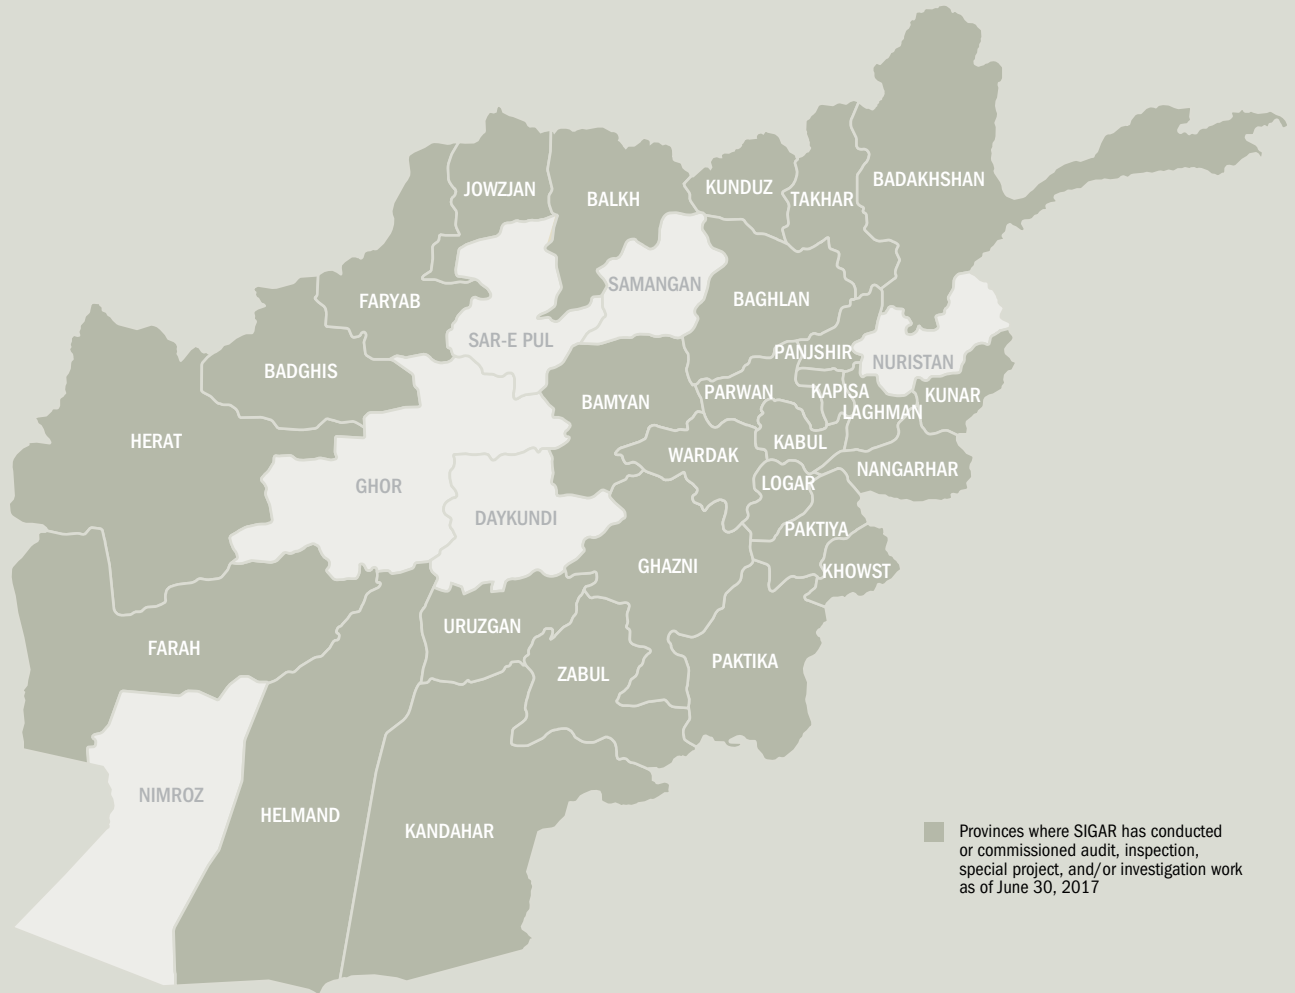 BADAKHSHAN
JOWZJAN
BALKH
KUNDUZ
TAKHAR
SAMANGAN
BAGHLAN
FARYAB
SAR-E PUL
PANJSHIR
NURISTAN
BADGHIS
PARWAN
KAPISA
KUNAR
BAMYAN
LAGHMAN
HERAT
KABUL
WARDAK
NANGARHAR
GHOR
LOGAR
DAYKUNDI
PAKTIYA
GHAZNI
KHOWST
URUZGAN
FARAH
PAKTIKA
ZABUL
NIMROZ
HELMAND
KANDAHAR
Provinces where SIGAR has conducted
or commissioned audit, inspection,
special project, and/or investigation work
as of June 30, 2017